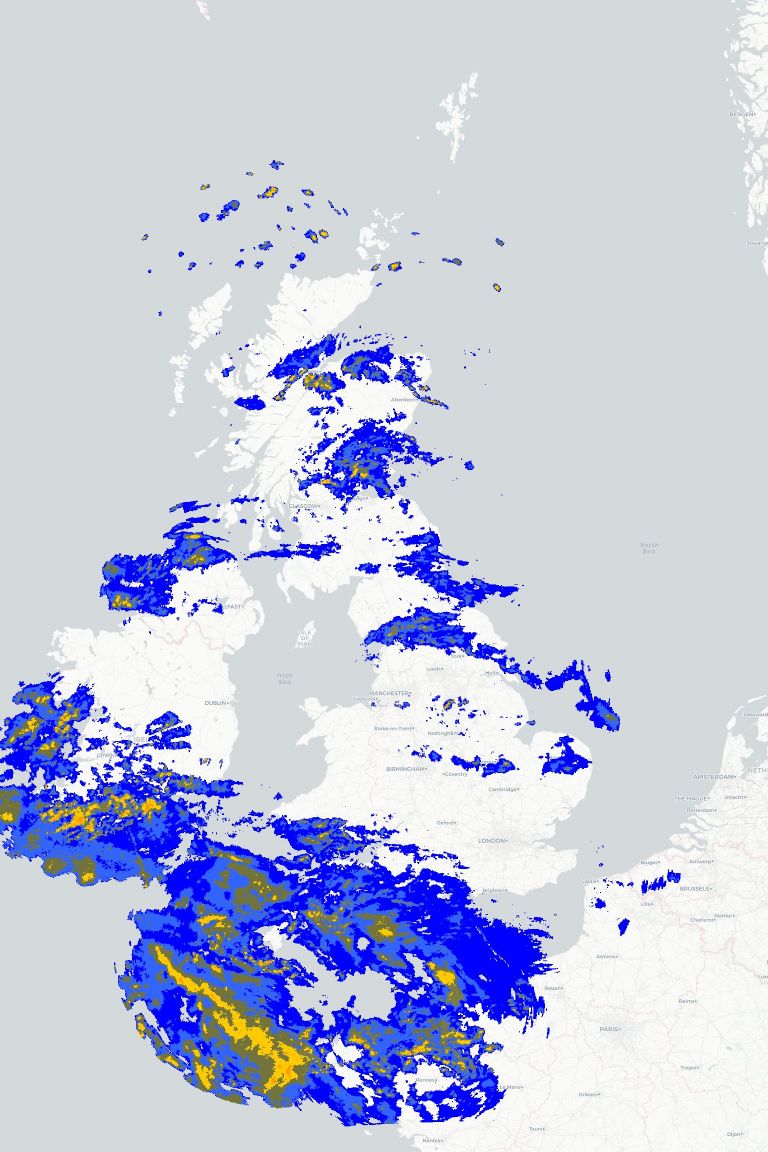 BERGEN
Stavanger
Aberdeen
GLASGOW
North
Sea
ISLE
OF
MAN
Irish
Sea
Leeds
Hull
MANCHESTER
Liverpool
DUBLIN
Stoke-on-Trent
Nottingham
BIRMINGHAM
Coventry
Cambridge
AMSTERDAM
THE HAGUE
Utrecht
Rotterdam
Oxford
LONDON
Bruges
Antwerp
Calais
BRUSSELS
Brighton
Lille
Namur
Charleroi
Amiens
Rouen
Reims
PARIS
Troyes
Rennes
Le Mans
Orléans
Tours
Dijon
Nantes